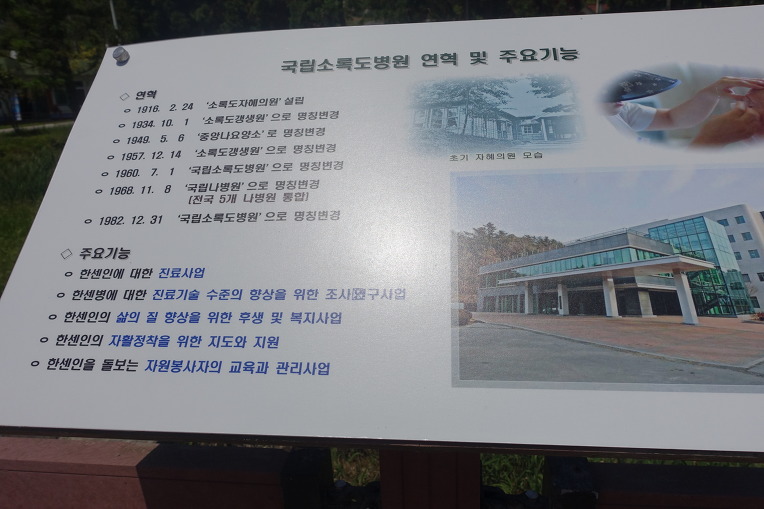 국립소록도병원 연혁 및 주요기능
◇ 연혁
1916. 2. 24 '소록도자혜의원' 설립
1934. 10. 1 '소록도갱생원' 으로 명칭변경
1949. 5. 6 '중앙나요양소' 로 명칭변경
1957. 12. 14 '소록도갱생원' 으로 명칭변경
1960. 7. 1 '국립소록도병원' 으로 명칭변경
1968. 11. 8 '국립나병원' 으로 명칭변경
[전국 5개 나병원 통합]
1982. 12. 31 '국립소록도병원' 으로 명칭변경
초기 자혜의원 모습
◇ 주요기능
한센인에 대한 진료사업
한센병에 대한 진료기술 수준의 향상을 위한 조사연구사업
한센인의 삶의 질 향상을 위한 후생 및 복지사업
한센인의 자활정착을 위한 지도와 지원
한센인을 돌보는 자원봉사자의 교육과 관리사업